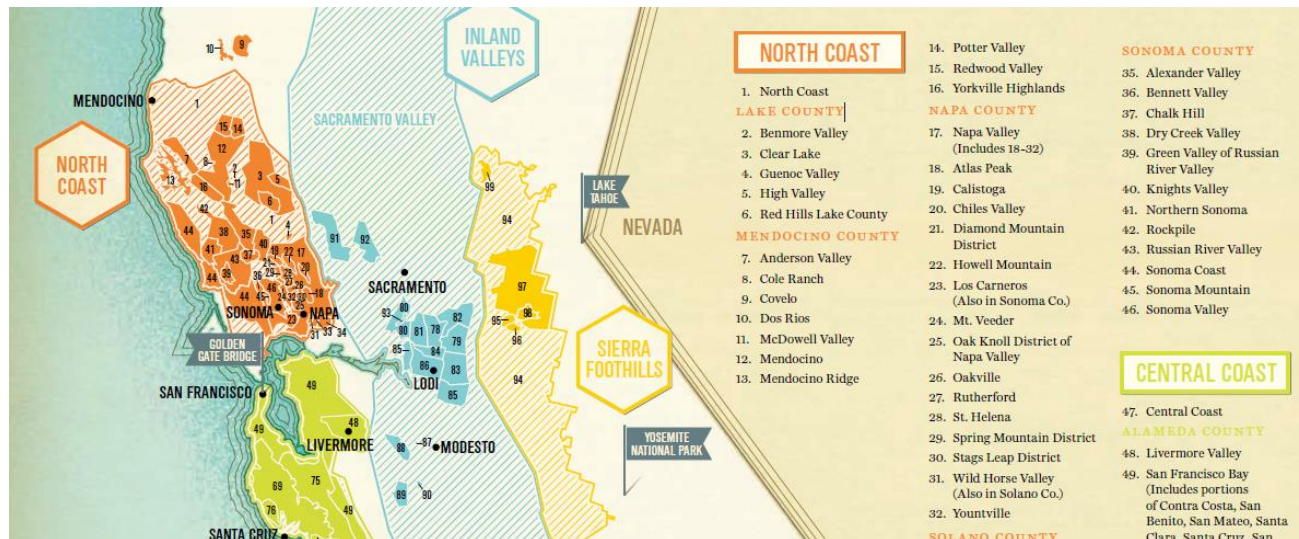 INLAND
VALLEYS
SACRAMENTO VALLEY
MENDOCINO
NORTH
COAST
LAKE
TAHOE
NEVADA
SACRAMENTO
SONOMA
NAPA
GOLDEN
GATE BRIDGE
LODI
SIERRA
FOOTHILLS
SAN FRANCISCO
LIVERMORE
MODESTO
YOSEMITE
NATIONAL PARK
SANTA CRUZ
NORTH COAST
1. North Coast
LAKE COUNTY
2. Benmore Valley
3. Clear Lake
4. Guenoc Valley
5. High Valley
6. Red Hills Lake County
MENDOCINO COUNTY
7. Anderson Valley
8. Cole Ranch
9. Covelo
10. Dos Rios
11. McDowell Valley
12. Mendocino
13. Mendocino Ridge
14. Potter Valley
15. Redwood Valley
16. Yorkville Highlands
NAPA COUNTY
17. Napa Valley
(Includes 18-32)
18. Atlas Peak
19. Calistoga
20. Chiles Valley
21. Diamond Mountain
District
22. Howell Mountain
23. Los Carneros
(Also in Sonoma Co.)
24. Mt. Veeder
25. Oak Knoll District of
Napa Valley
26. Oakville
27. Rutherford
28. St. Helena
29. Spring Mountain District
30. Stags Leap District
31. Wild Horse Valley
(Also in Solano Co.)
32. Yountville
SOLANO COUNTY
SONOMA COUNTY
35. Alexander Valley
36. Bennett Valley
37. Chalk Hill
38. Dry Creek Valley
39. Green Valley of Russian
River Valley
40. Knights Valley
41. Northern Sonoma
42. Rockpile
43. Russian River Valley
44. Sonoma Coast
45. Sonoma Mountain
46. Sonoma Valley
CENTRAL COAST
47. Central Coast
ALAMEDA COUNTY
48. Livermore Valley
49. San Francisco Bay
(Includes portions
of Contra Costa, San
Benito, San Mateo, Santa
Clara, Santa Cruz, San